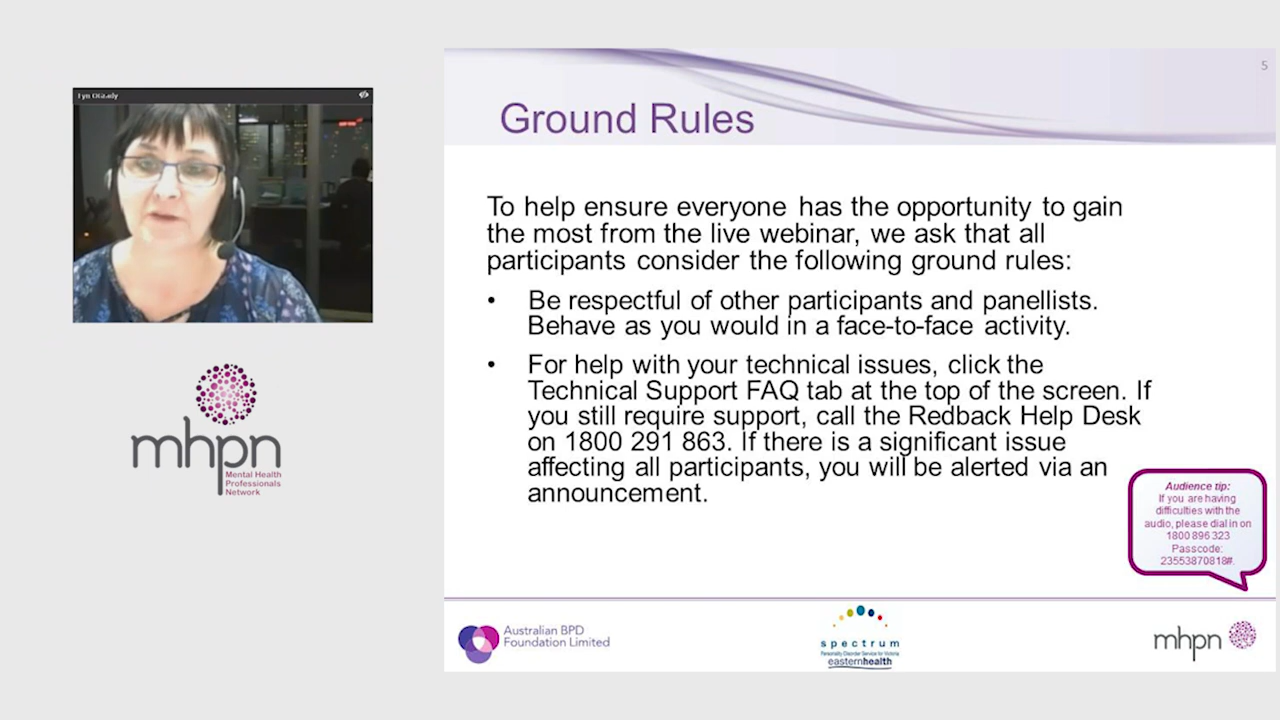 5
Ground Rules
To help ensure everyone has the opportunity to gain
the most from the live webinar, we ask that all
participants consider the following ground rules:
• Be respectful of other participants and panellists.
Behave as you would in a face-to-face activity.
• For help with your technical issues, click the
Technical Support FAQ tab at the top of the screen. If
you still require support, call the Redback Help Desk
on 1800 291 863. If there is a significant issue
affecting all participants, you will be alerted via an
announcement.
Audience tip:
If you are having
difficulties with the
audio, please dial in on
1800 896 323
Passcode:
23553870818#.
mhpn
Mental Health
Professionals
Network
Australian BPD
Foundation Limited
spectrum
Personality Disorder Service for Victoria
easternhealth
mhpn